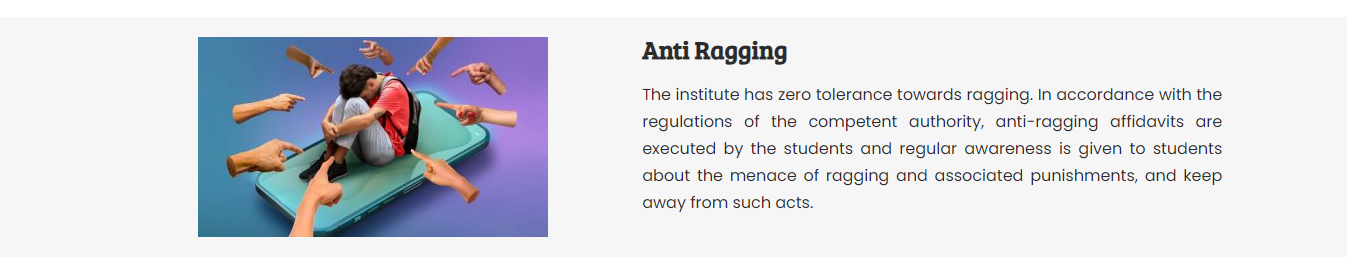 Anti Ragging
The institute has zero tolerance towards ragging. In accordance with the
regulations of the competent authority, anti-ragging affidavits are
executed by the students and regular awareness is given to students
about the menace of ragging and associated punishments, and keep
away from such acts.